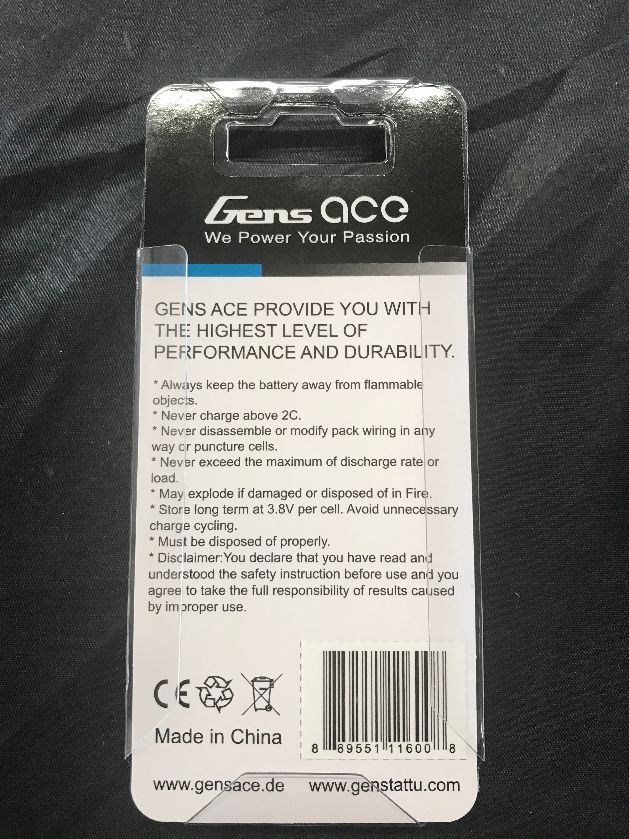 Gens ace
We Power Your Passion
GENS ACE PROVIDE YOU WITH
THE HIGHEST LEVEL OF
PERFORMANCE AND DURABILITY.
* Always keep the battery away from flammable
objects.
* Never charge above 2C.
* Never disassemble or modify pack wiring in any
way or puncture cells.
* Never exceed the maximum of discharge rate or
load.
* May explode if damaged or disposed of in Fire.
* Store long term at 3.8V per cell. Avoid unnecessary
charge cycling.
* Must be disposed of properly.
* Disclaimer:You declare that you have read and
understood the safety instruction before use and you
agree to take the full responsibility of results caused
by improper use.
CE
Made in China
8 89551 11600 8
www.gensace.de www.genstattu.com